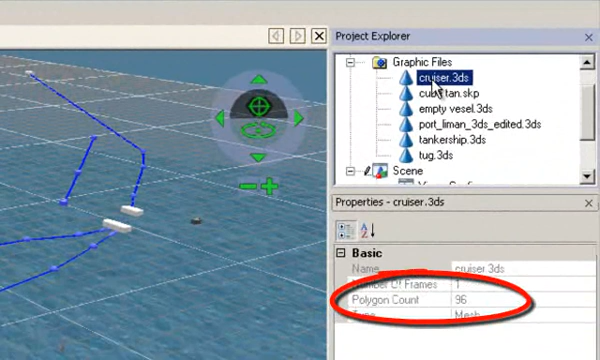 Project Explorer
Graphic Files
cruiser.3ds
empty vesel.3ds
port_liman_3ds_edited.3ds
tankership.3ds
tug.3ds
Scene
Properties - cruiser.3ds
Basic
Name cruiser.3ds
Number Of Frames 1
Polygon Count 96
Type Mesh